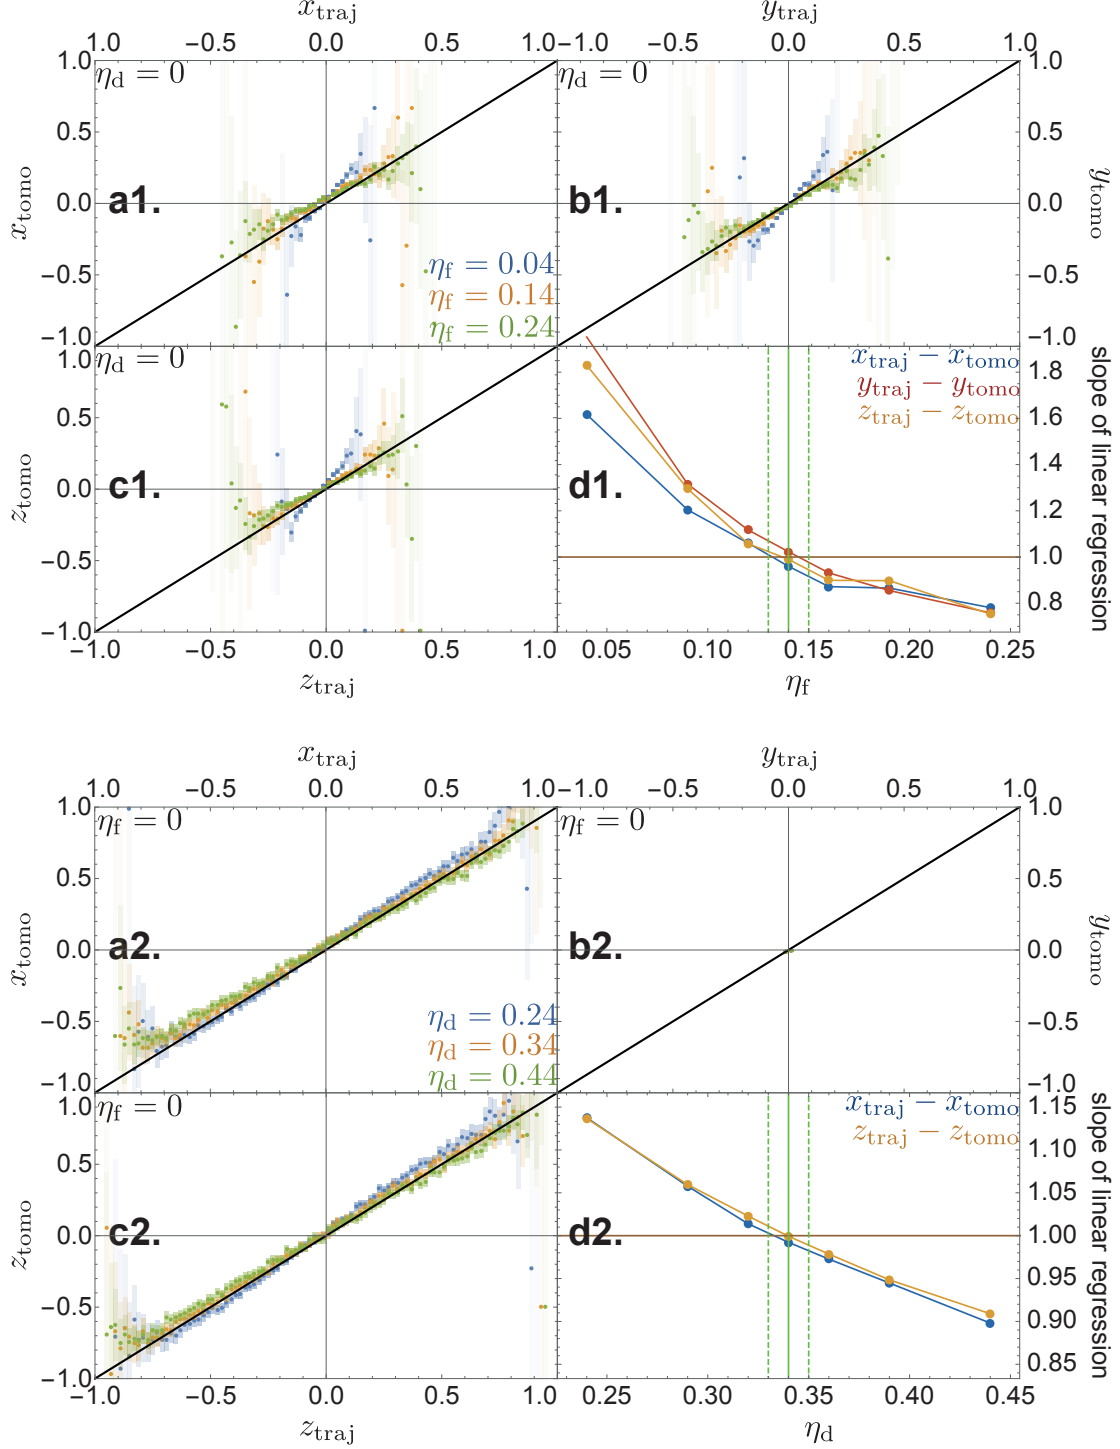 x_traj y_traj
1.0 −0.5 0.0 0.5 1.0 −1.0 −0.5 0.0 0.5 1.0
1.0 η_d = 0 η_d = 0 1.0
0.5 0.5
x_tomo 0.0 a1. b1. 0.0 y_tomo
−0.5 η_f = 0.04 −0.5
η_f = 0.14
−1.0 η_f = 0.24 −1.0
1.0 η_d = 0 x_traj − x_tomo 1.8
y_traj − y_tomo
0.5 z_traj − z_tomo 1.6
1.4
z_tomo 0.0 c1. d1. 1.2 slope of linear regression
−0.5 1.0
0.8
−1.0
−1.0 −0.5 0.0 0.5 1.0 0.05 0.10 0.15 0.20 0.25
z_traj η_f
x_traj y_traj
1.0 −0.5 0.0 0.5 1.0 −1.0 −0.5 0.0 0.5 1.0
1.0 η_f = 0 η_f = 0 1.0
0.5 0.5
x_tomo 0.0 a2. b2. 0.0 y_tomo
−0.5 η_d = 0.24 −0.5
η_d = 0.34
−1.0 η_d = 0.44 −1.0
1.0 η_f = 0 x_traj − x_tomo 1.15
z_traj − z_tomo
0.5 1.10
1.05
z_tomo 0.0 c2. d2. 1.00 slope of linear regression
0.95
−0.5 0.90
0.85
−1.0
−1.0 −0.5 0.0 0.5 1.0 0.25 0.30 0.35 0.40 0.45
z_traj η_d